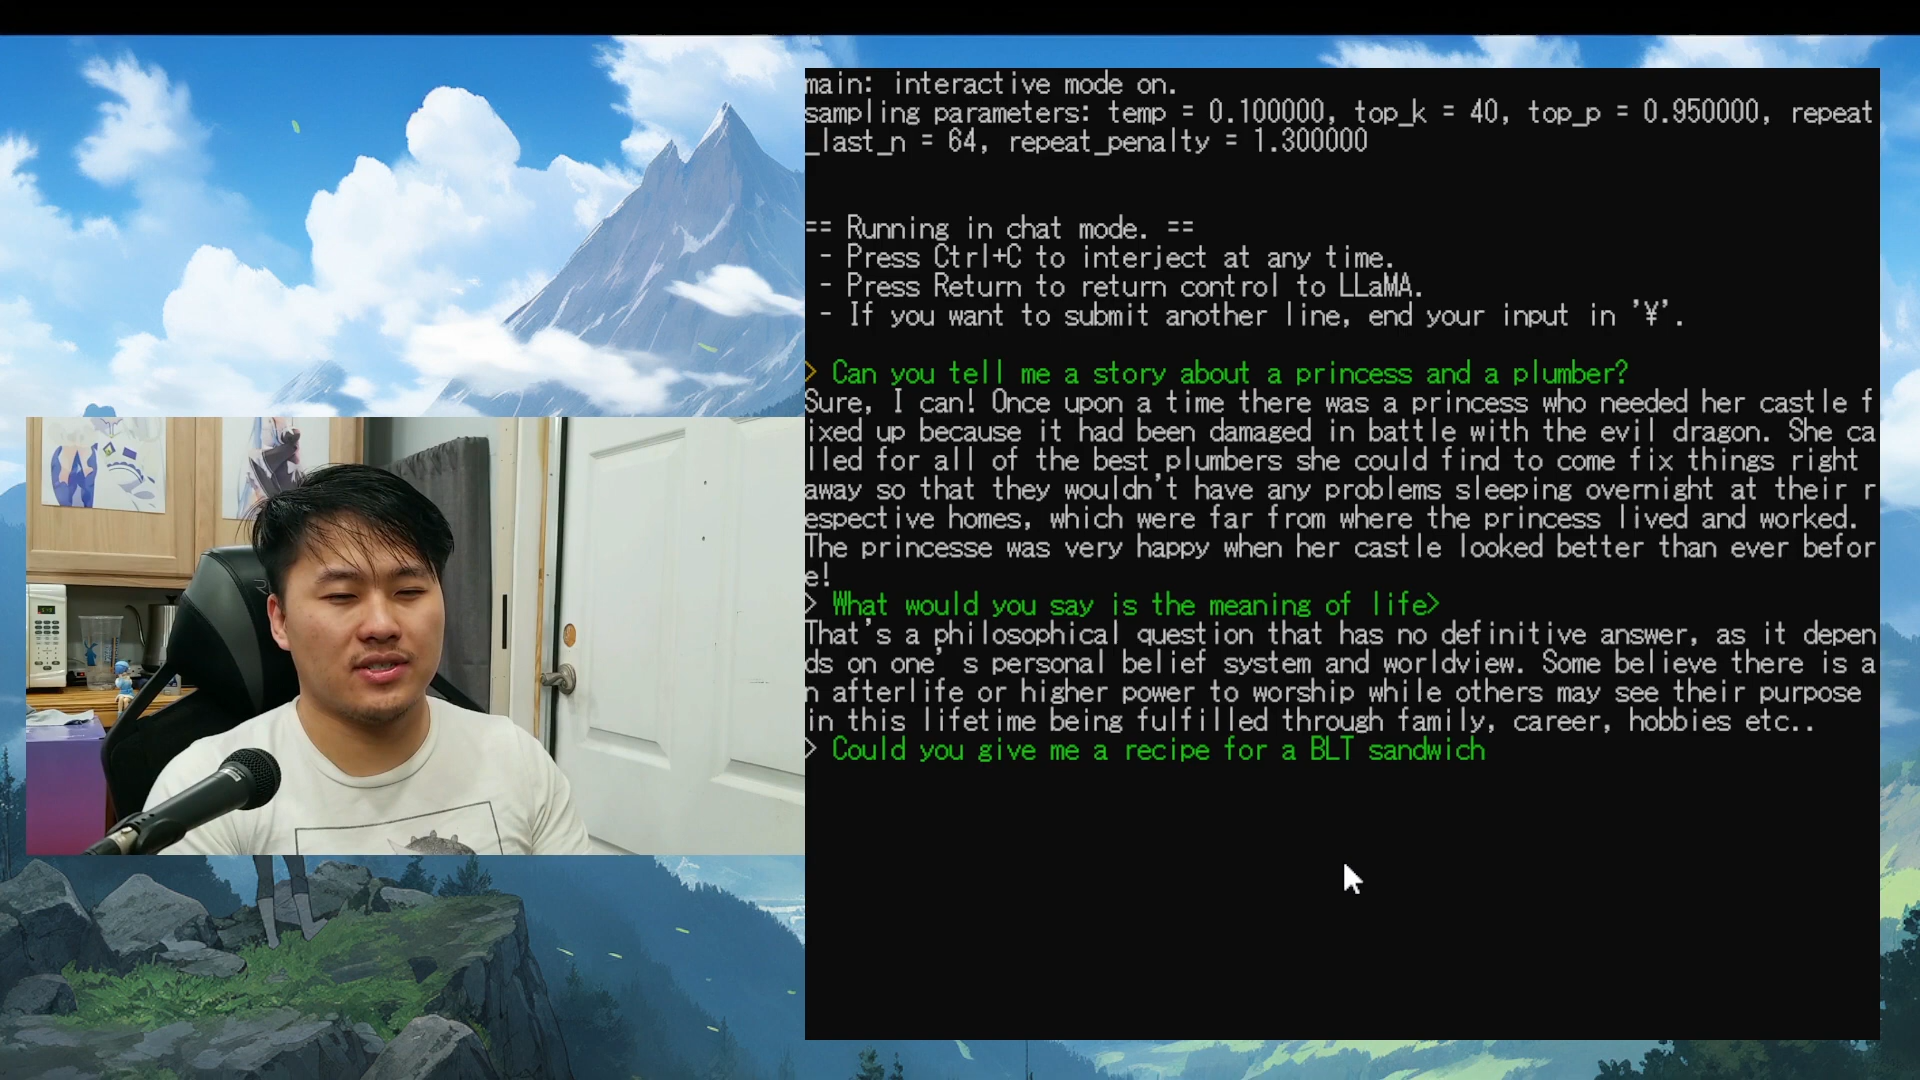 main: interactive mode on.
sampling parameters: temp = 0.100000, top_k = 40, top_p = 0.950000, repeat
_last_n = 64, repeat_penalty = 1.300000
== Running in chat mode. ==
- Press Ctrl+C to interject at any time.
- Press Return to return control to LLaMA.
- If you want to submit another line, end your input in '¥'.
> Can you tell me a story about a princess and a plumber?
Sure, I can! Once upon a time there was a princess who needed her castle f
ixed up because it had been damaged in battle with the evil dragon. She ca
lled for all of the best plumbers she could find to come fix things right
away so that they wouldn't have any problems sleeping overnight at their r
espective homes, which were far from where the princess lived and worked.
The princesse was very happy when her castle looked better than ever befor
e!
> What would you say is the meaning of life>
That's a philosophical question that has no definitive answer, as it depen
ds on one' s personal belief system and worldview. Some believe there is a
n afterlife or higher power to worship while others may see their purpose
in this lifetime being fulfilled through family, career, hobbies etc..
> Could you give me a recipe for a BLT sandwich